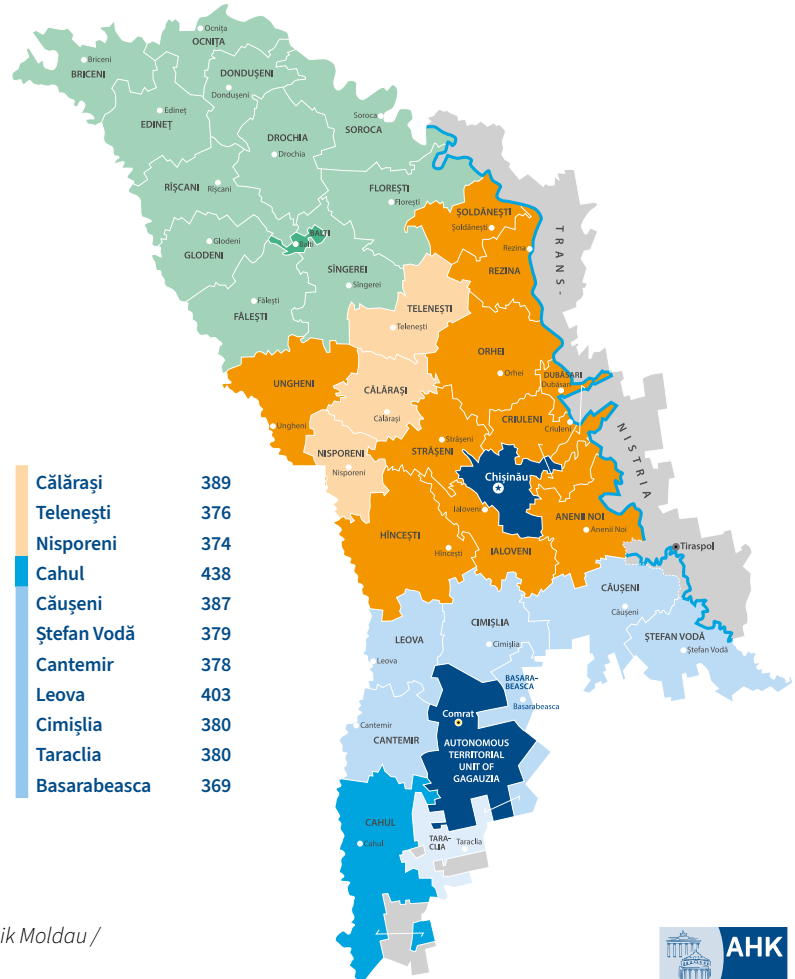 Ocnița
OCNIȚA
Briceni
BRICENI
DONDUȘENI
Dondușeni
Edineț
EDINEȚ
Soroca
SOROCA
DROCHIA
Drochia
RÎȘCANI
Rîșcani
FLOREȘTI
Florești
ȘOLDĂNEȘTI
Șoldănești
TRANS-
BALTI
Balti
Glodeni
GLODENI
Rezina
REZINA
SÎNGEREI
Sîngerei
Fălești
FĂLEȘTI
TELENEȘTI
Telenești
ORHEI
Orhei
UNGHENI
Ungheni
CĂLĂRAȘI
Călărași
DUBĂSARI
Dubăsari
CRIULENI
Criuleni
NISTRIA
Strășeni
STRĂȘENI
NISPORENI
Nisporeni
Chișinău
Ialoveni
IALOVENI
ANENII NOI
Anenii Noi
HÎNCEȘTI
Hîncești
Tiraspol
CĂUȘENI
Căușeni
ȘTEFAN VODĂ
Ștefan Vodă
LEOVA
Leova
CIMIȘLIA
Cimișlia
BASARA-
BEASCA
Basarabeasca
Cantemir
CANTEMIR
Comrat
AUTONOMOUS
TERRITORIAL
UNIT OF
GAGAUZIA
CAHUL
Cahul
TARA-
CLIA
Taraclia
Călărași 389
Telenești 376
Nisporeni 374
Cahul 438
Căușeni 387
Ștefan Vodă 379
Cantemir 378
Leova 403
Cimișlia 380
Taraclia 380
Basarabeasca 369
ik Moldau /
AHK